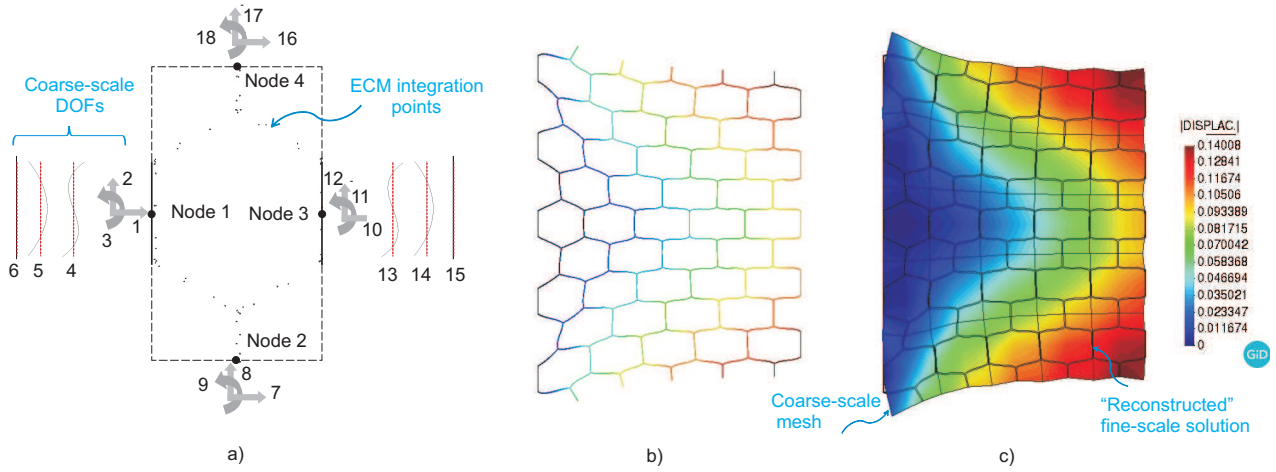 17
18
16
Node 4
Coarse-scale
DOFs
ECM integration
points
2
1
3
Node 1
Node 3
12
11
10
6
5
4
13
14
15
Node 2
8
9
7
a)
b)
|DISPLAC.|
0.14008
0.12841
0.11674
0.10506
0.093389
0.081715
0.070042
0.058368
0.046694
0.035021
0.023347
0.011674
0
GiD
Coarse-scale
mesh
“Reconstructed”
fine-scale solution
c)